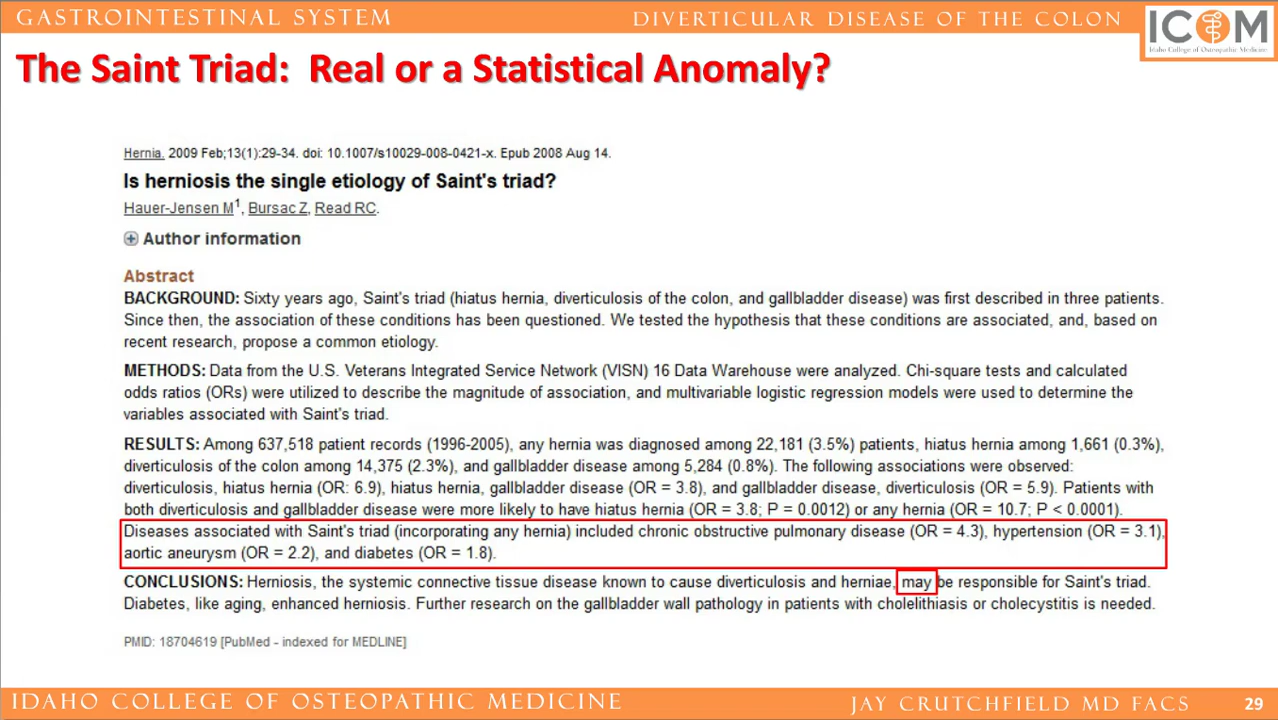 GASTROINTESTINAL SYSTEM
DIVERTICULAR DISEASE OF THE COLON
ICOM
Idaho College of Osteopathic Medicine
The Saint Triad: Real or a Statistical Anomaly?
Hernia. 2009 Feb;13(1):29-34. doi: 10.1007/s10029-008-0421-x. Epub 2008 Aug 14.
Is herniosis the single etiology of Saint's triad?
Hauer-Jensen M1, Bursac Z, Read RC.
Author information
Abstract
BACKGROUND: Sixty years ago, Saint's triad (hiatus hernia, diverticulosis of the colon, and gallbladder disease) was first described in three patients.
Since then, the association of these conditions has been questioned. We tested the hypothesis that these conditions are associated, and, based on
recent research, propose a common etiology.
METHODS: Data from the U.S. Veterans Integrated Service Network (VISN) 16 Data Warehouse were analyzed. Chi-square tests and calculated
odds ratios (ORs) were utilized to describe the magnitude of association, and multivariable logistic regression models were used to determine the
variables associated with Saint's triad.
RESULTS: Among 637,518 patient records (1996-2005), any hernia was diagnosed among 22,181 (3.5%) patients, hiatus hernia among 1,661 (0.3%),
diverticulosis of the colon among 14,375 (2.3%), and gallbladder disease among 5,284 (0.8%). The following associations were observed:
diverticulosis, hiatus hernia (OR: 6.9), hiatus hernia, gallbladder disease (OR = 3.8), and gallbladder disease, diverticulosis (OR = 5.9). Patients with
both diverticulosis and gallbladder disease were more likely to have hiatus hernia (OR = 3.8; P = 0.0012) or any hernia (OR = 10.7; P < 0.0001).
Diseases associated with Saint's triad (incorporating any hernia) included chronic obstructive pulmonary disease (OR = 4.3), hypertension (OR = 3.1),
aortic aneurysm (OR = 2.2), and diabetes (OR = 1.8).
CONCLUSIONS: Herniosis, the systemic connective tissue disease known to cause diverticulosis and herniae, may be responsible for Saint's triad.
Diabetes, like aging, enhanced herniosis. Further research on the gallbladder wall pathology in patients with cholelithiasis or cholecystitis is needed.
PMID: 18704619 [PubMed - indexed for MEDLINE]
IDAHO COLLEGE OF OSTEOPATHIC MEDICINE
JAY CRUTCHFIELD MD FACS
29